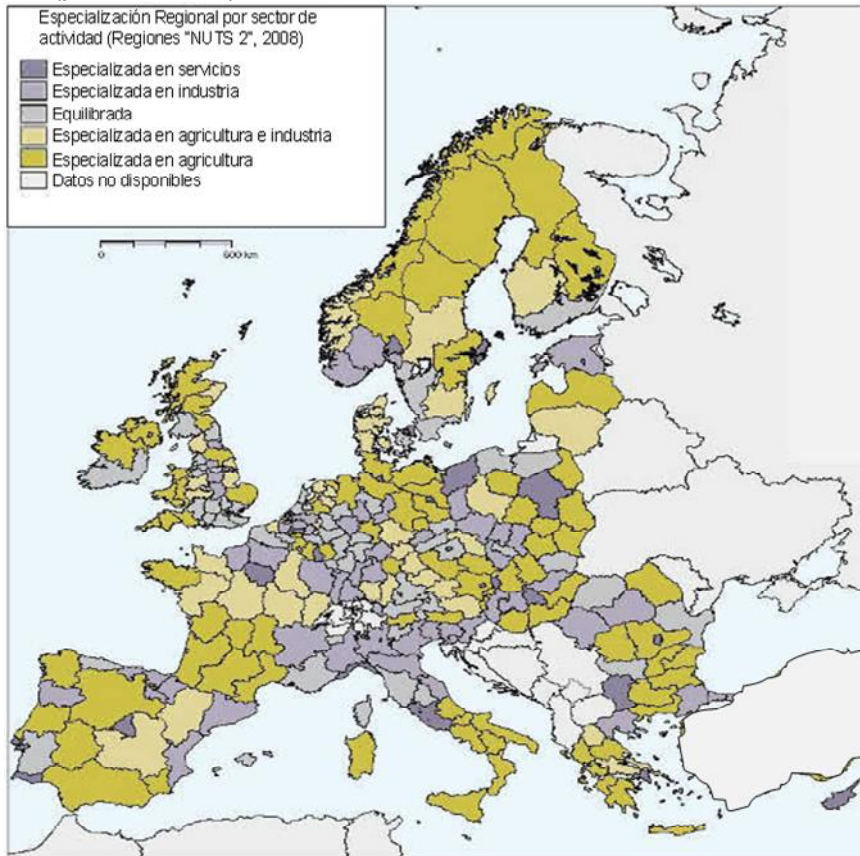 Especialización Regional por sector de
actividad (Regiones "NUTS 2", 2008)
Especializada en servicios
Especializada en industria
Equilibrada
Especializada en agricultura e industria
Especializada en agricultura
Datos no disponibles
0 600 km